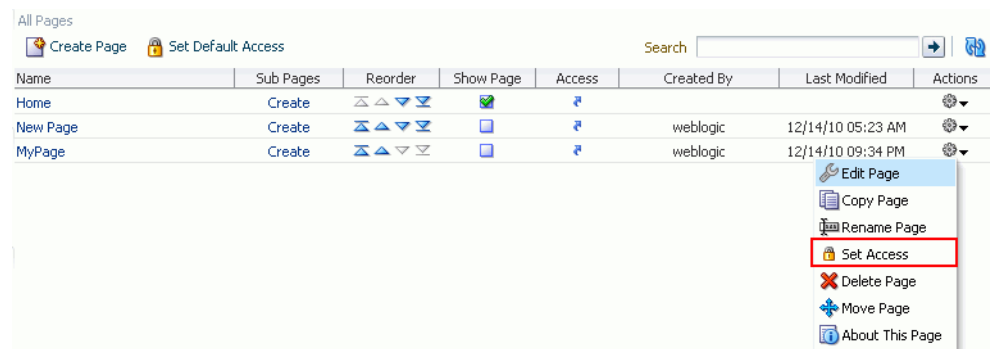 All Pages
Create Page Set Default Access Search
Name Sub Pages Reorder Show Page Access Created By Last Modified Actions
Home Create
New Page Create weblogic 12/14/10 05:23 AM
MyPage Create weblogic 12/14/10 09:34 PM
Edit Page
Copy Page
Rename Page
Set Access
Delete Page
Move Page
About This Page